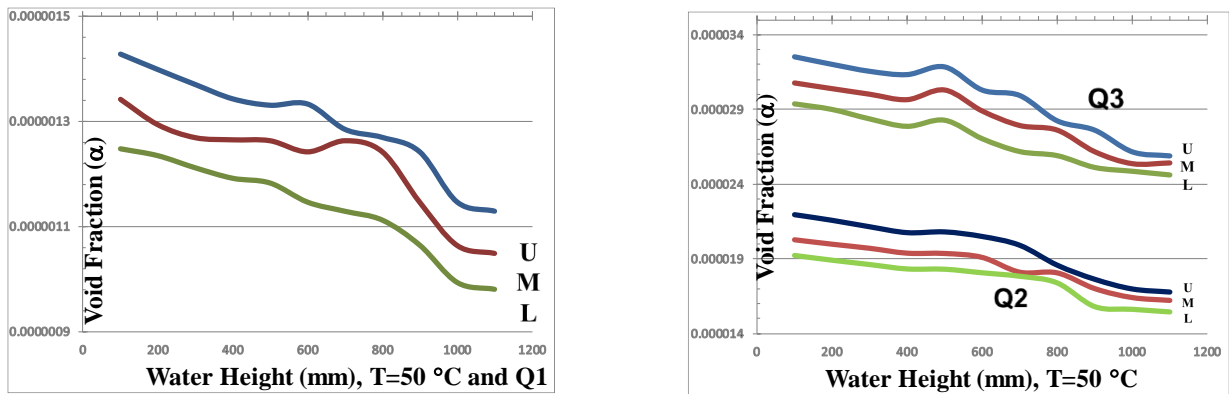 0.0000015
0.0000013
0.0000011
0.0000009
Void Fraction (α)
U
M
L
0 200 400 600 800 1000 1200
Water Height (mm), T=50 °C and Q1
0.000034
0.000029
0.000024
0.000019
0.000014
Void Fraction (α)
Q3
U
M
L
Q2
U
M
L
0 200 400 600 800 1000 1200
Water Height (mm), T=50 °C